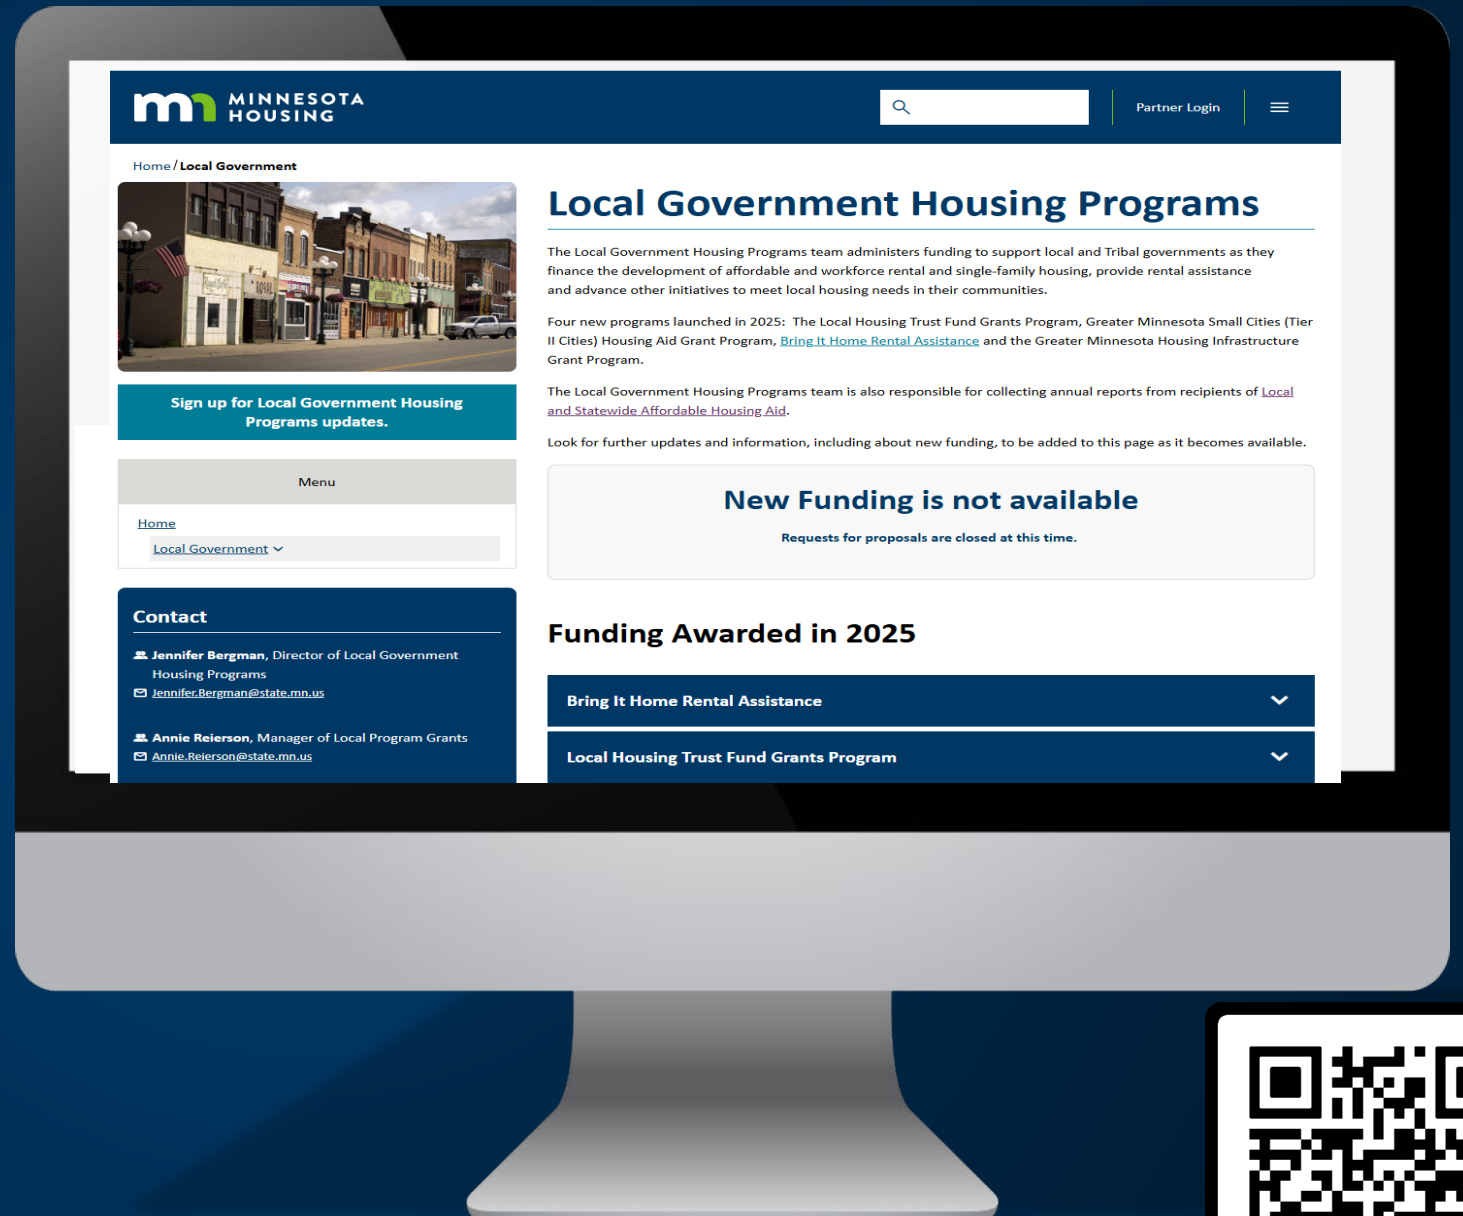 MINNESOTA
HOUSING
Partner Login
Home / Local Government
Sign up for Local Government Housing
Programs updates.
Menu
Home
Local Government
Contact
Jennifer Bergman, Director of Local Government
Housing Programs
Jennifer.Bergman@state.mn.us
Annie Reierson, Manager of Local Program Grants
Annie.Reierson@state.mn.us
Local Government Housing Programs
The Local Government Housing Programs team administers funding to support local and Tribal governments as they
finance the development of affordable and workforce rental and single-family housing, provide rental assistance
and advance other initiatives to meet local housing needs in their communities.
Four new programs launched in 2025:  The Local Housing Trust Fund Grants Program, Greater Minnesota Small Cities (Tier
II Cities) Housing Aid Grant Program, Bring It Home Rental Assistance and the Greater Minnesota Housing Infrastructure
Grant Program.
The Local Government Housing Programs team is also responsible for collecting annual reports from recipients of Local
and Statewide Affordable Housing Aid.
Look for further updates and information, including about new funding, to be added to this page as it becomes available.
New Funding is not available
Requests for proposals are closed at this time.
Funding Awarded in 2025
Bring It Home Rental Assistance
Local Housing Trust Fund Grants Program